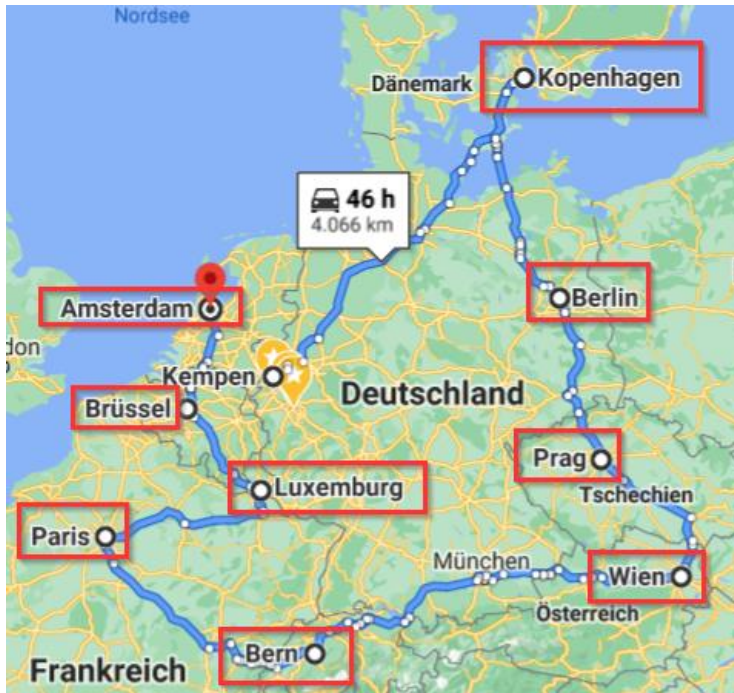 Nordsee
Dänemark
Kopenhagen
46 h
4.066 km
Amsterdam
Berlin
don
Kempen
Deutschland
Brüssel
Prag
Luxemburg
Tschechien
Paris
München
Wien
Österreich
Bern
Frankreich